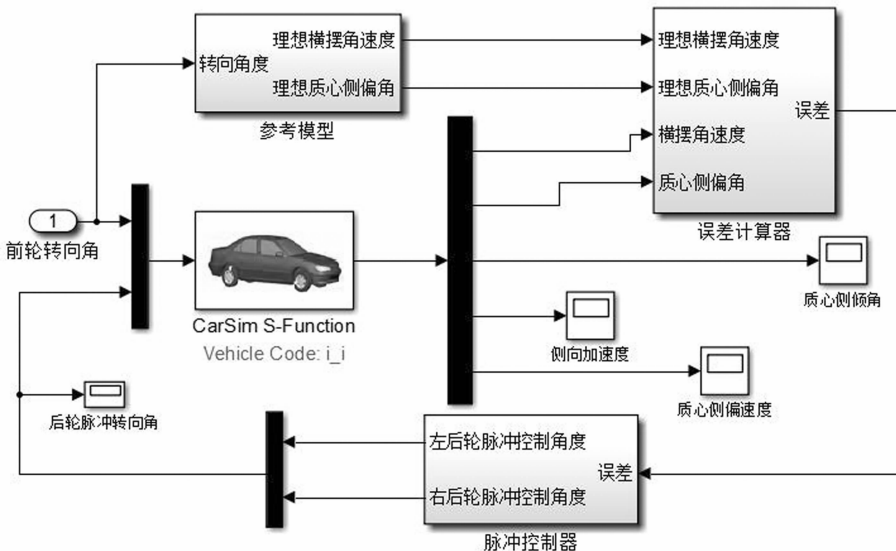 理想横摆角速度
转向角度
理想质心侧偏角
参考模型
理想横摆角速度
理想质心侧偏角
误差
横摆角速度
质心侧偏角
误差计算器
1
前轮转向角
CarSim S-Function
Vehicle Code: i_i
质心侧倾角
侧向加速度
质心侧偏速度
后轮脉冲转向角
左后轮脉冲控制角度
误差
右后轮脉冲控制角度
脉冲控制器